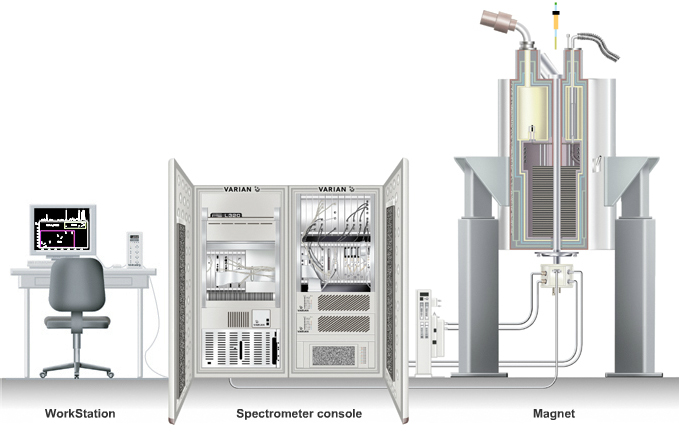 VARIAN
VARIAN
WorkStation
Spectrometer console
Magnet